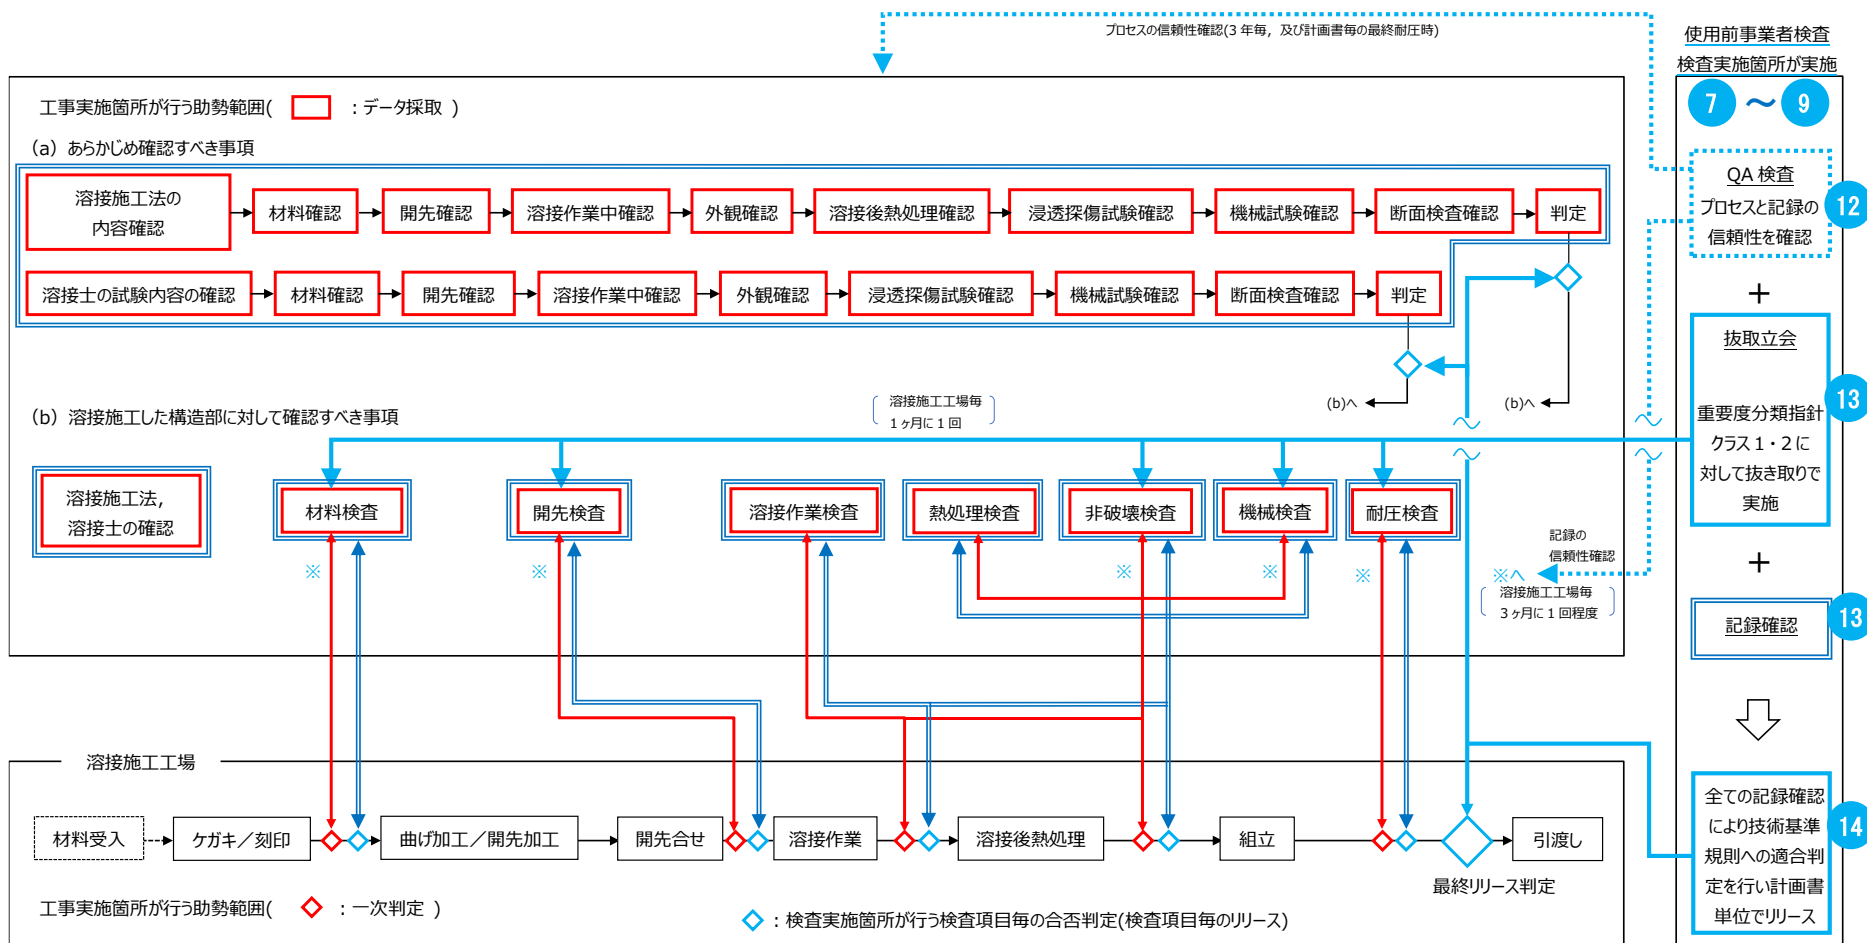 プロセスの信頼性確認(3年毎，及び計画書毎の最終耐圧時)
使用前事業者検査
検査実施箇所が実施
7 ～ 9
工事実施箇所が行う助勢範囲( ：データ採取 )
(a) あらかじめ確認すべき事項
溶接施工法の
内容確認
材料確認
開先確認
溶接作業中確認
外観確認
溶接後熱処理確認
浸透探傷試験確認
機械試験確認
断面検査確認
判定
溶接士の試験内容の確認
材料確認
開先確認
溶接作業中確認
外観確認
浸透探傷試験確認
機械試験確認
断面検査確認
判定
QA 検査
プロセスと記録の
信頼性を確認
12
+
抜取立会
重要度分類指針
クラス1・2に
対して抜き取りで
実施
13
+
記録確認
13
(b)へ
(b)へ
(b) 溶接施工した構造部に対して確認すべき事項
溶接施工工場毎
1ヶ月に1回
溶接施工法，
溶接士の確認
材料検査
開先検査
溶接作業検査
熱処理検査
非破壊検査
機械検査
耐圧検査
※
※
※
※
※
記録の
信頼性確認
※へ
溶接施工工場毎
3ヶ月に1回程度
溶接施工工場
材料受入
ケガキ／刻印
曲げ加工／開先加工
開先合せ
溶接作業
溶接後熱処理
組立
最終リリース判定
引渡し
全ての記録確認
により技術基準
規則への適合判
定を行い計画書
単位でリリース
14
工事実施箇所が行う助勢範囲( ：一次判定 )
：検査実施箇所が行う検査項目毎の合否判定(検査項目毎のリリース)